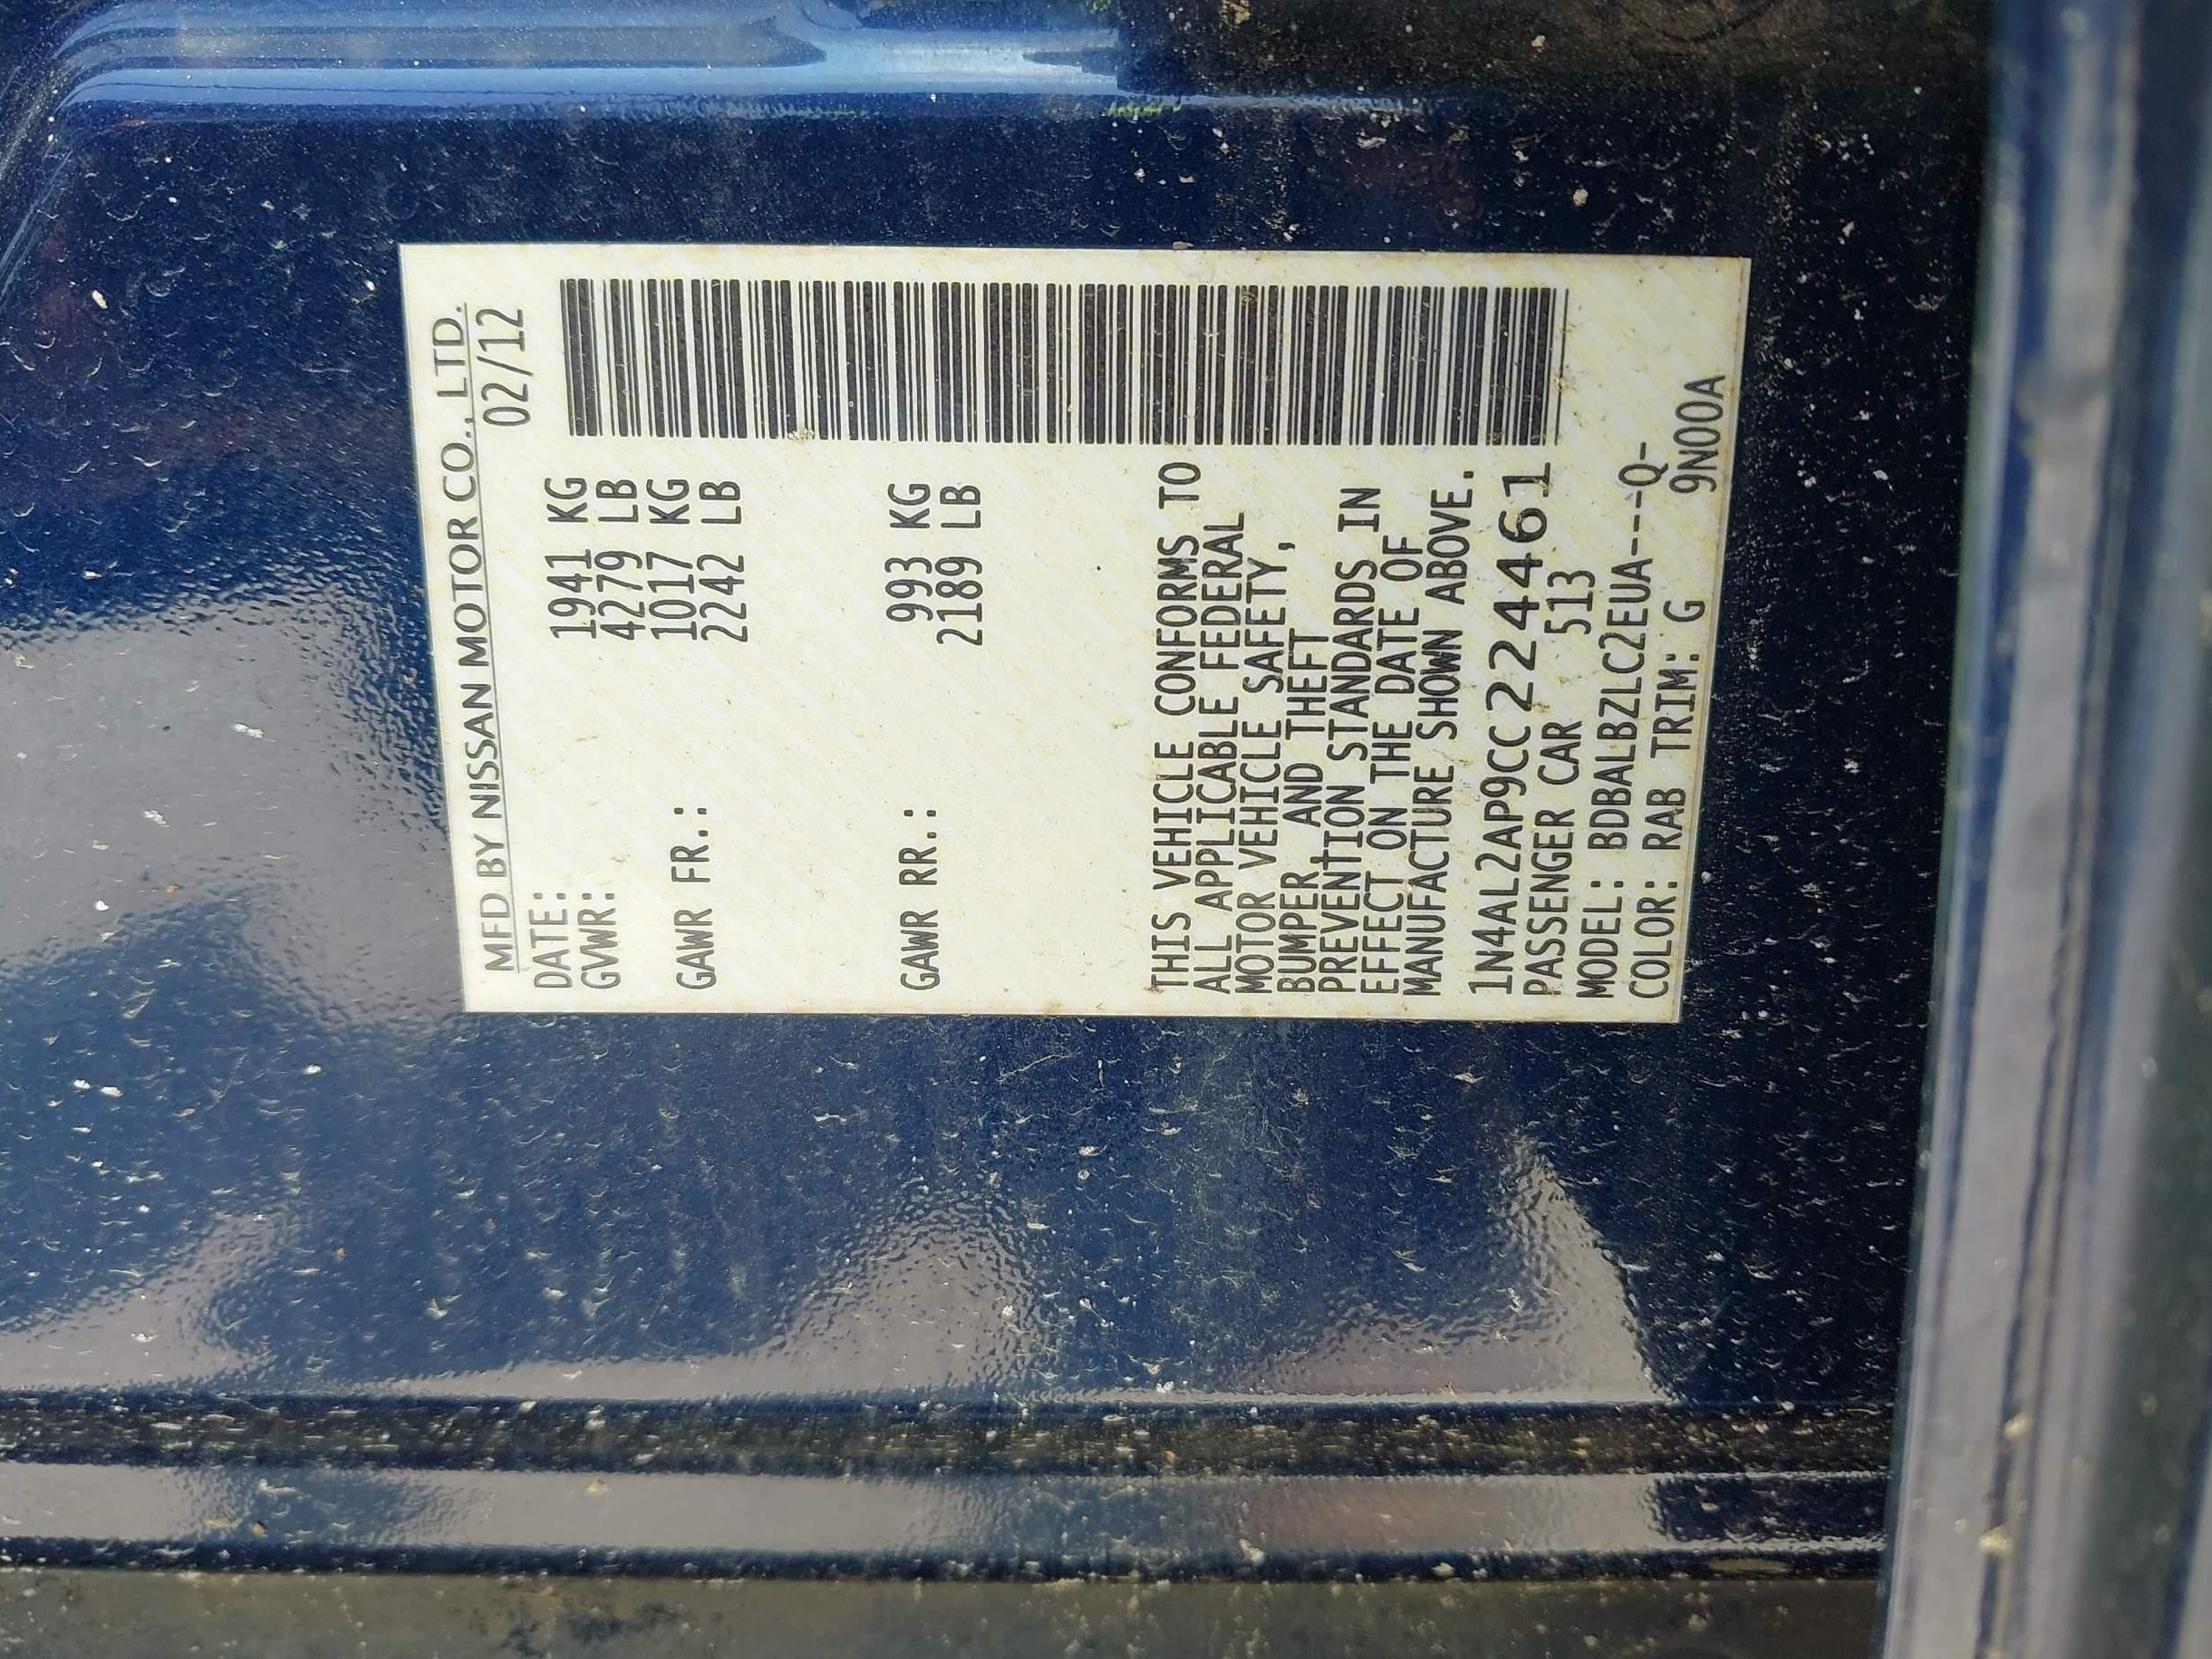 MFD BY NISSAN MOTOR CO., LTD.
DATE: 02/12
GVWR: 1941 KG
4279 LB
GAWR FR.: 1017 KG
2242 LB
GAWR RR.: 993 KG
2189 LB
THIS VEHICLE CONFORMS TO
ALL APPLICABLE FEDERAL
MOTOR VEHICLE SAFETY,
BUMPER, AND THEFT
PREVENTION STANDARDS IN
EFFECT ON THE DATE OF
MANUFACTURE SHOWN ABOVE.
1N4AL2AP9CC224461
PASSENGER CAR 513
MODEL: BDBALBZLC2EUA---Q-
COLOR: RAB TRIM: G 9N00A